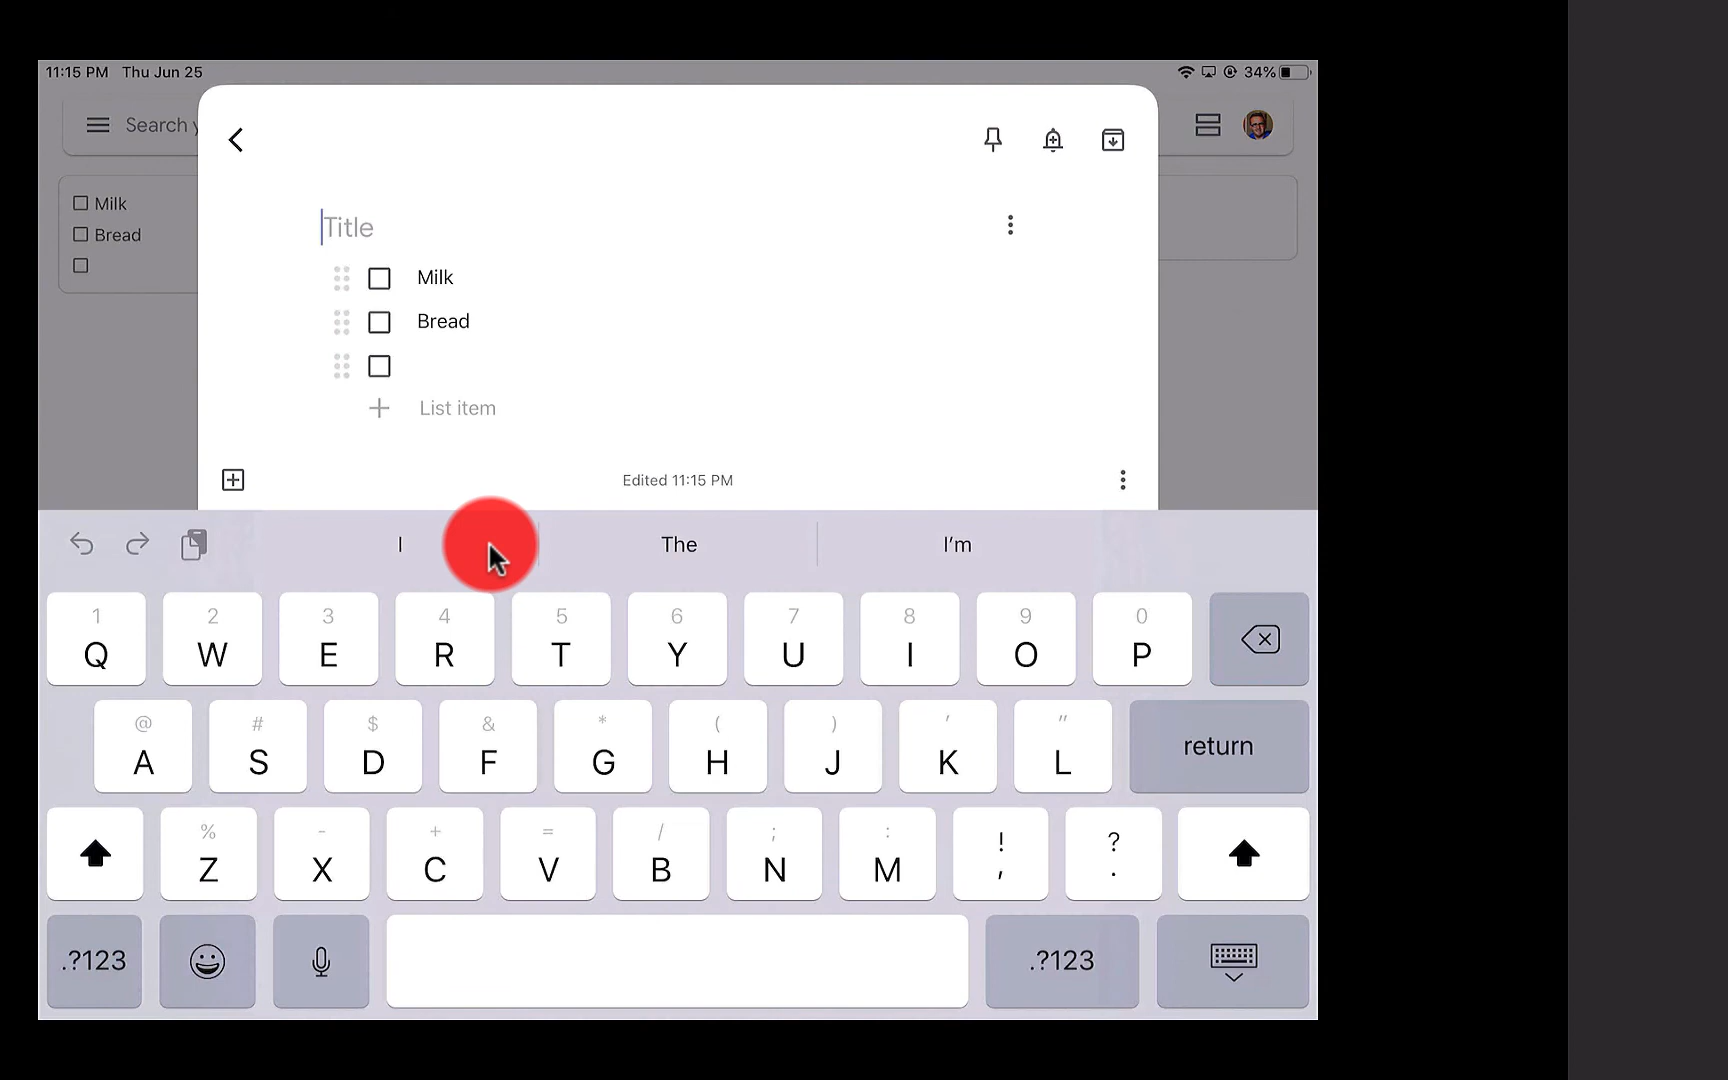 11:15 PM Thu Jun 25
34%
Search y
Milk
Bread
Title
Milk
Bread
List item
Edited 11:15 PM
I The I'm
1 2 3 4 5 6 7 8 9 0
Q W E R T Y U I O P
@ # $ & * ( ) ' "
A S D F G H J K L return
% - + = / ; : ! ?
Z X C V B N M , .
.?123 .?123